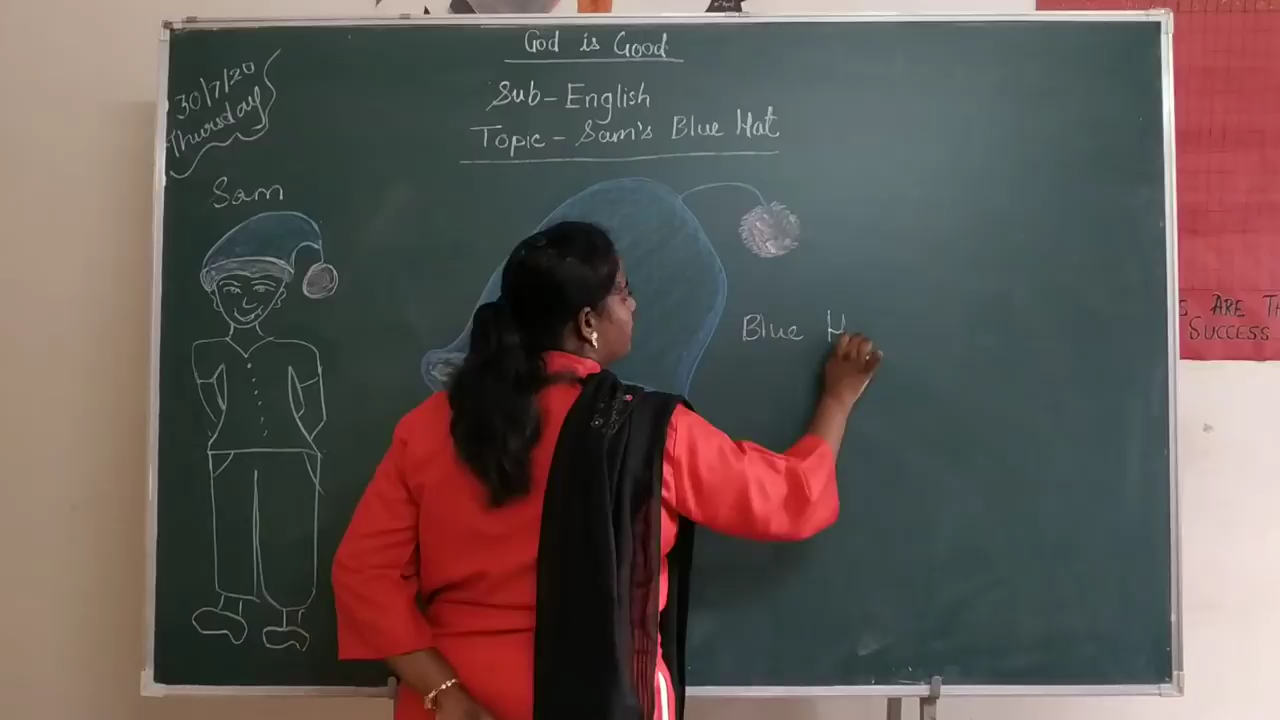 God is Good
30/7/20
Thursday
Sub- English
Topic - Sam's Blue Hat
Sam
Blue H
ARE TH
SUCCESS